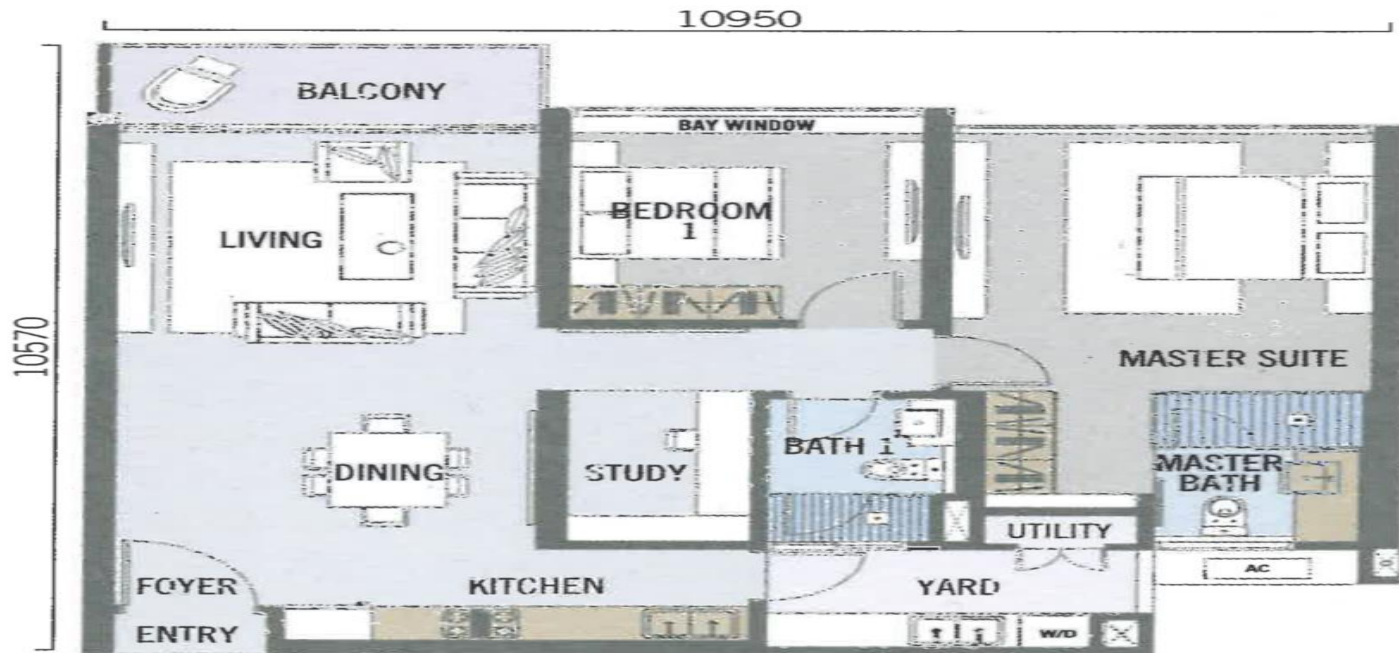 10950
BALCONY
BAY WINDOW
BEDROOM
1
LIVING
10570
MASTER SUITE
BATH 1
DINING
STUDY
MASTER
BATH
UTILITY
AC
FOYER
KITCHEN
YARD
ENTRY
W/D